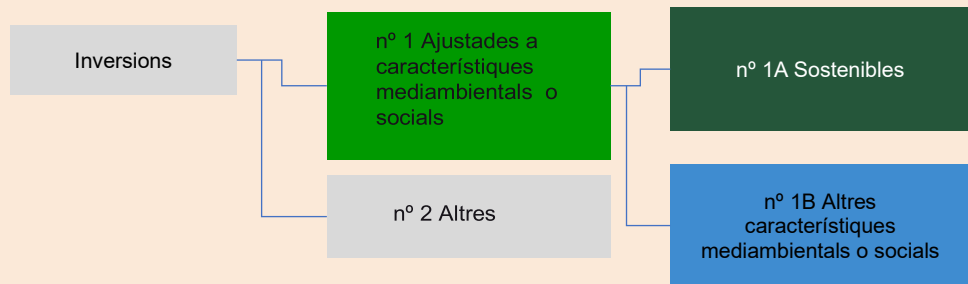 Inversions
nº 1 Ajustades a
característiques
mediambientals o
socials
nº 2 Altres
nº 1A Sostenibles
nº 1B Altres
característiques
mediambientals o socials